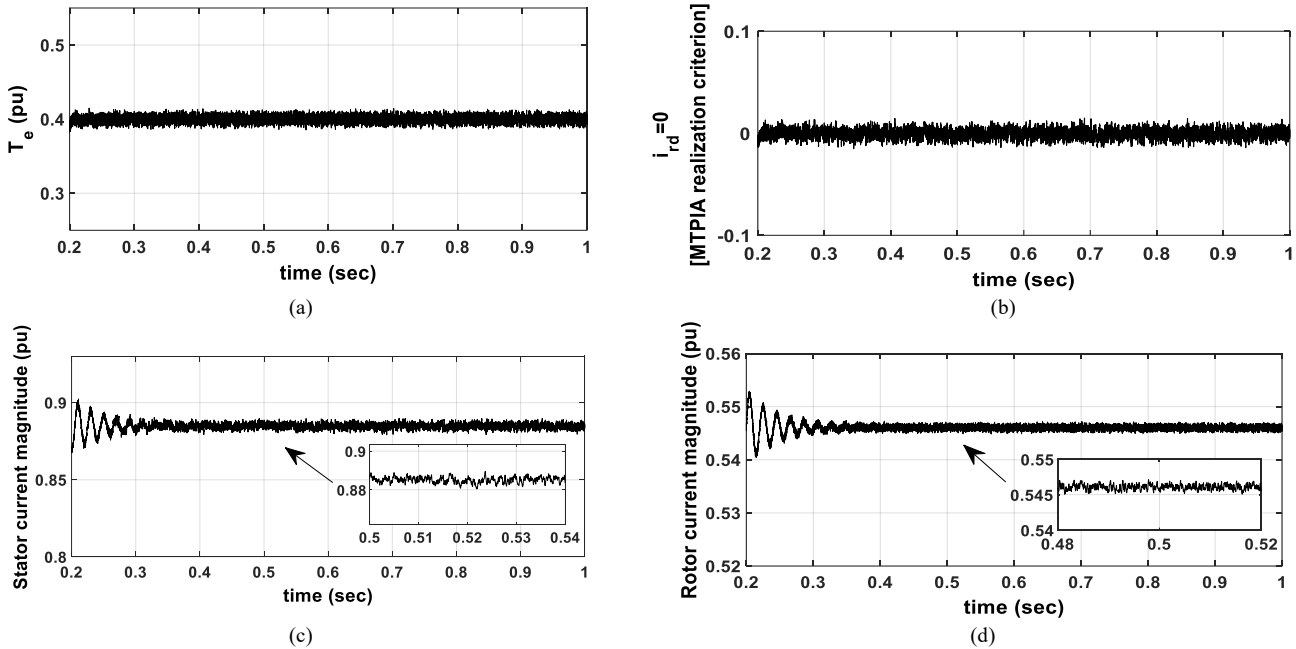 T_e (pu)
0.5
0.4
0.3
0.2 0.3 0.4 0.5 0.6 0.7 0.8 0.9 1
time (sec)
(a)
i_rd=0
[MTPIA realization criterion]
0.1
0
-0.1
0.2 0.3 0.4 0.5 0.6 0.7 0.8 0.9 1
time (sec)
(b)
Stator current magnitude (pu)
0.9
0.85
0.8
0.9
0.88
0.5 0.51 0.52 0.53 0.54
0.2 0.3 0.4 0.5 0.6 0.7 0.8 0.9 1
time (sec)
(c)
Rotor current magnitude (pu)
0.56
0.55
0.54
0.53
0.52
0.55
0.545
0.54
0.48 0.5 0.52
0.2 0.3 0.4 0.5 0.6 0.7 0.8 0.9 1
time (sec)
(d)